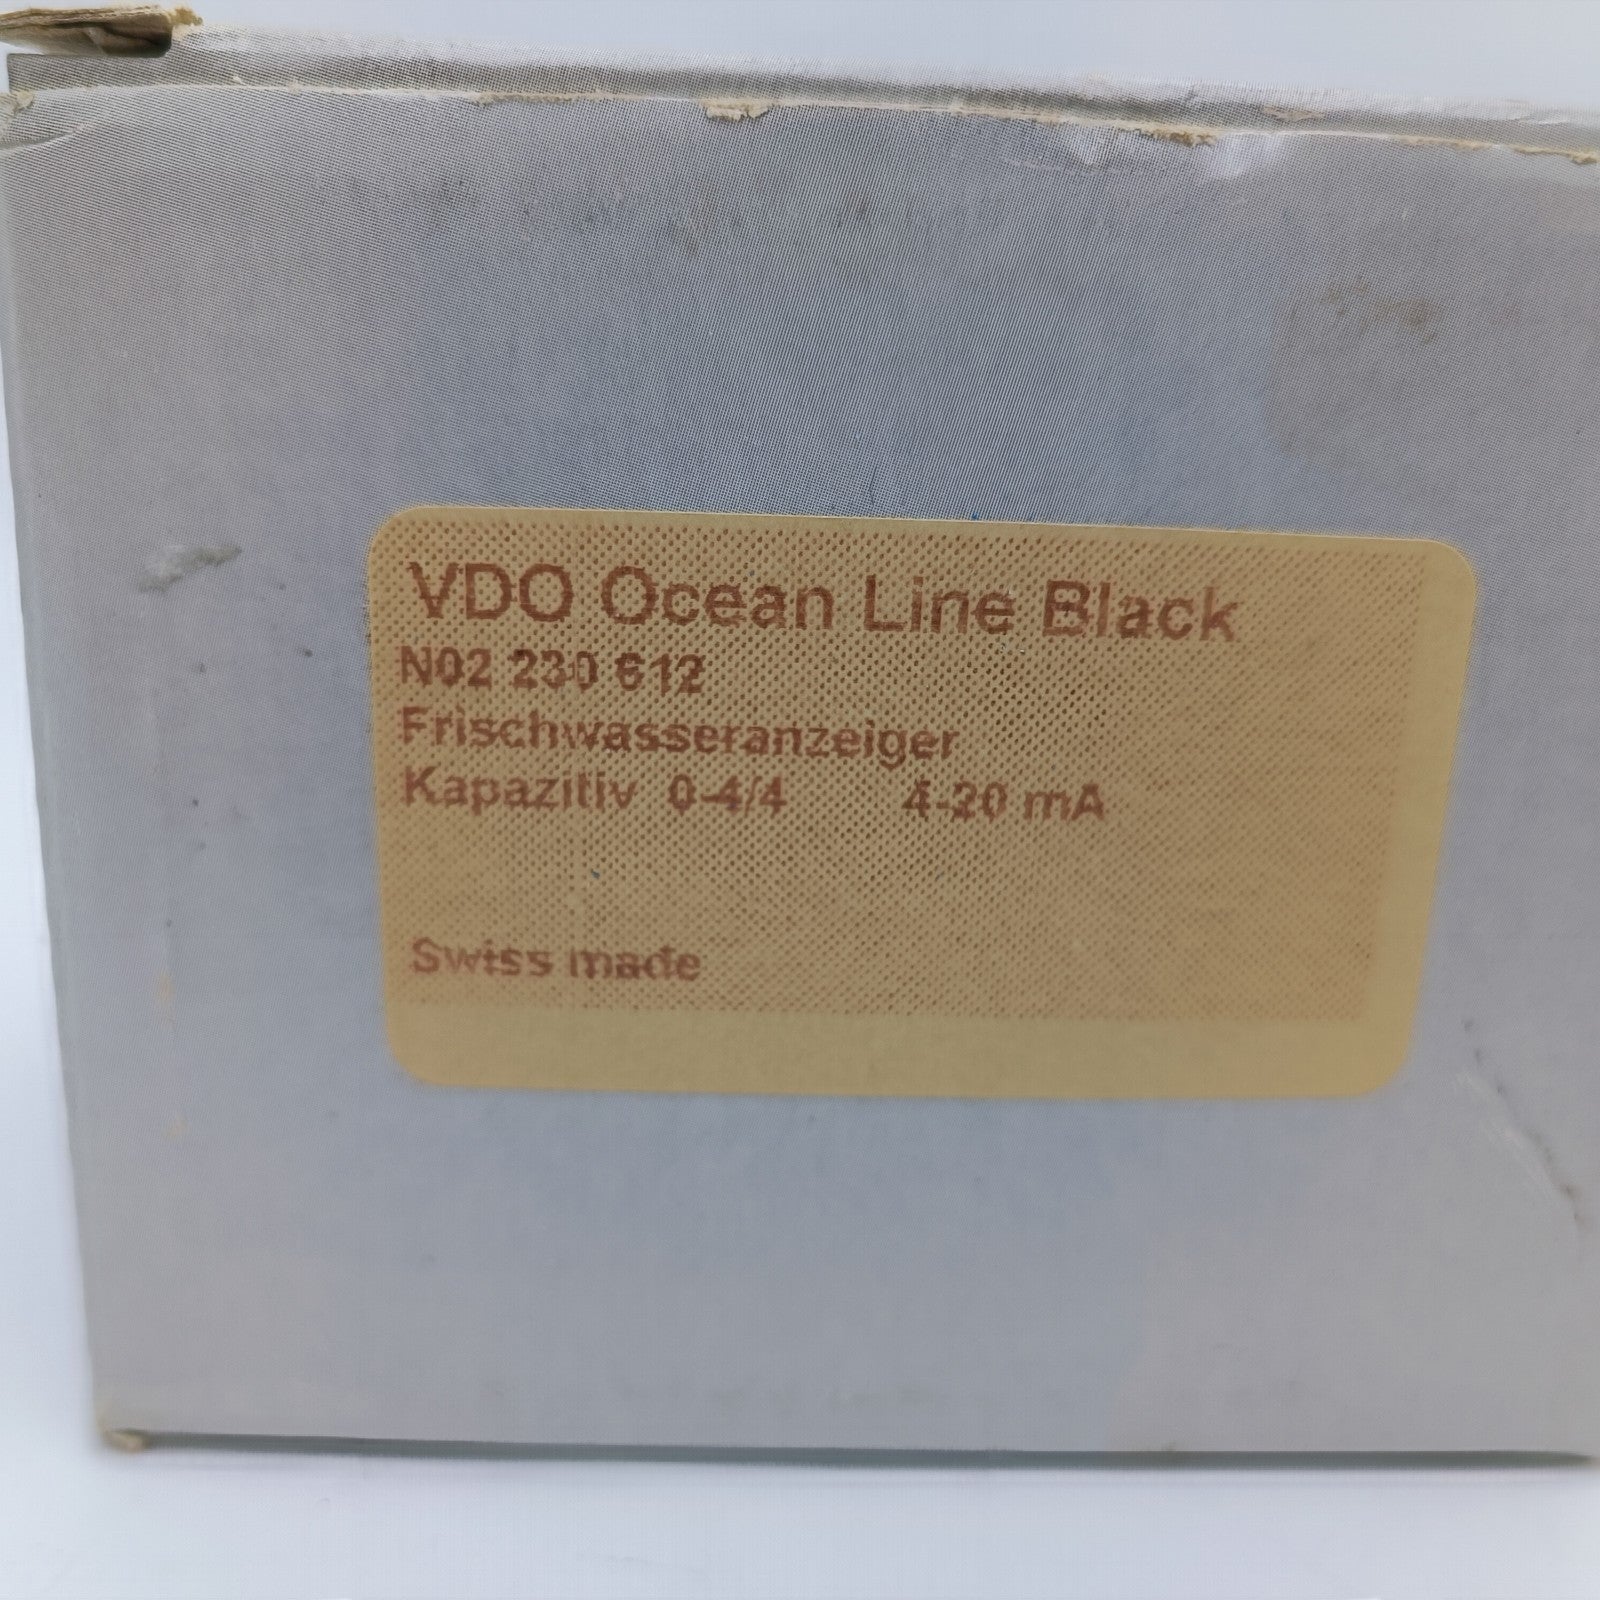 VDO Ocean Line Black
N02 230 612
Frischwasseranzeiger
Kapazitiv 0-4/4 4-20 mA
Swiss made